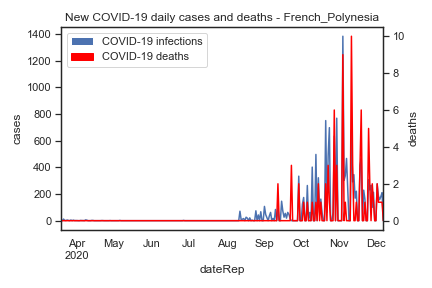 New COVID-19 daily cases and deaths - French_Polynesia
COVID-19 infections
COVID-19 deaths
1400
1200
1000
800
600
400
200
0
cases
10
8
6
4
2
0
deaths
Apr May Jun Jul Aug Sep Oct Nov Dec
2020
dateRep